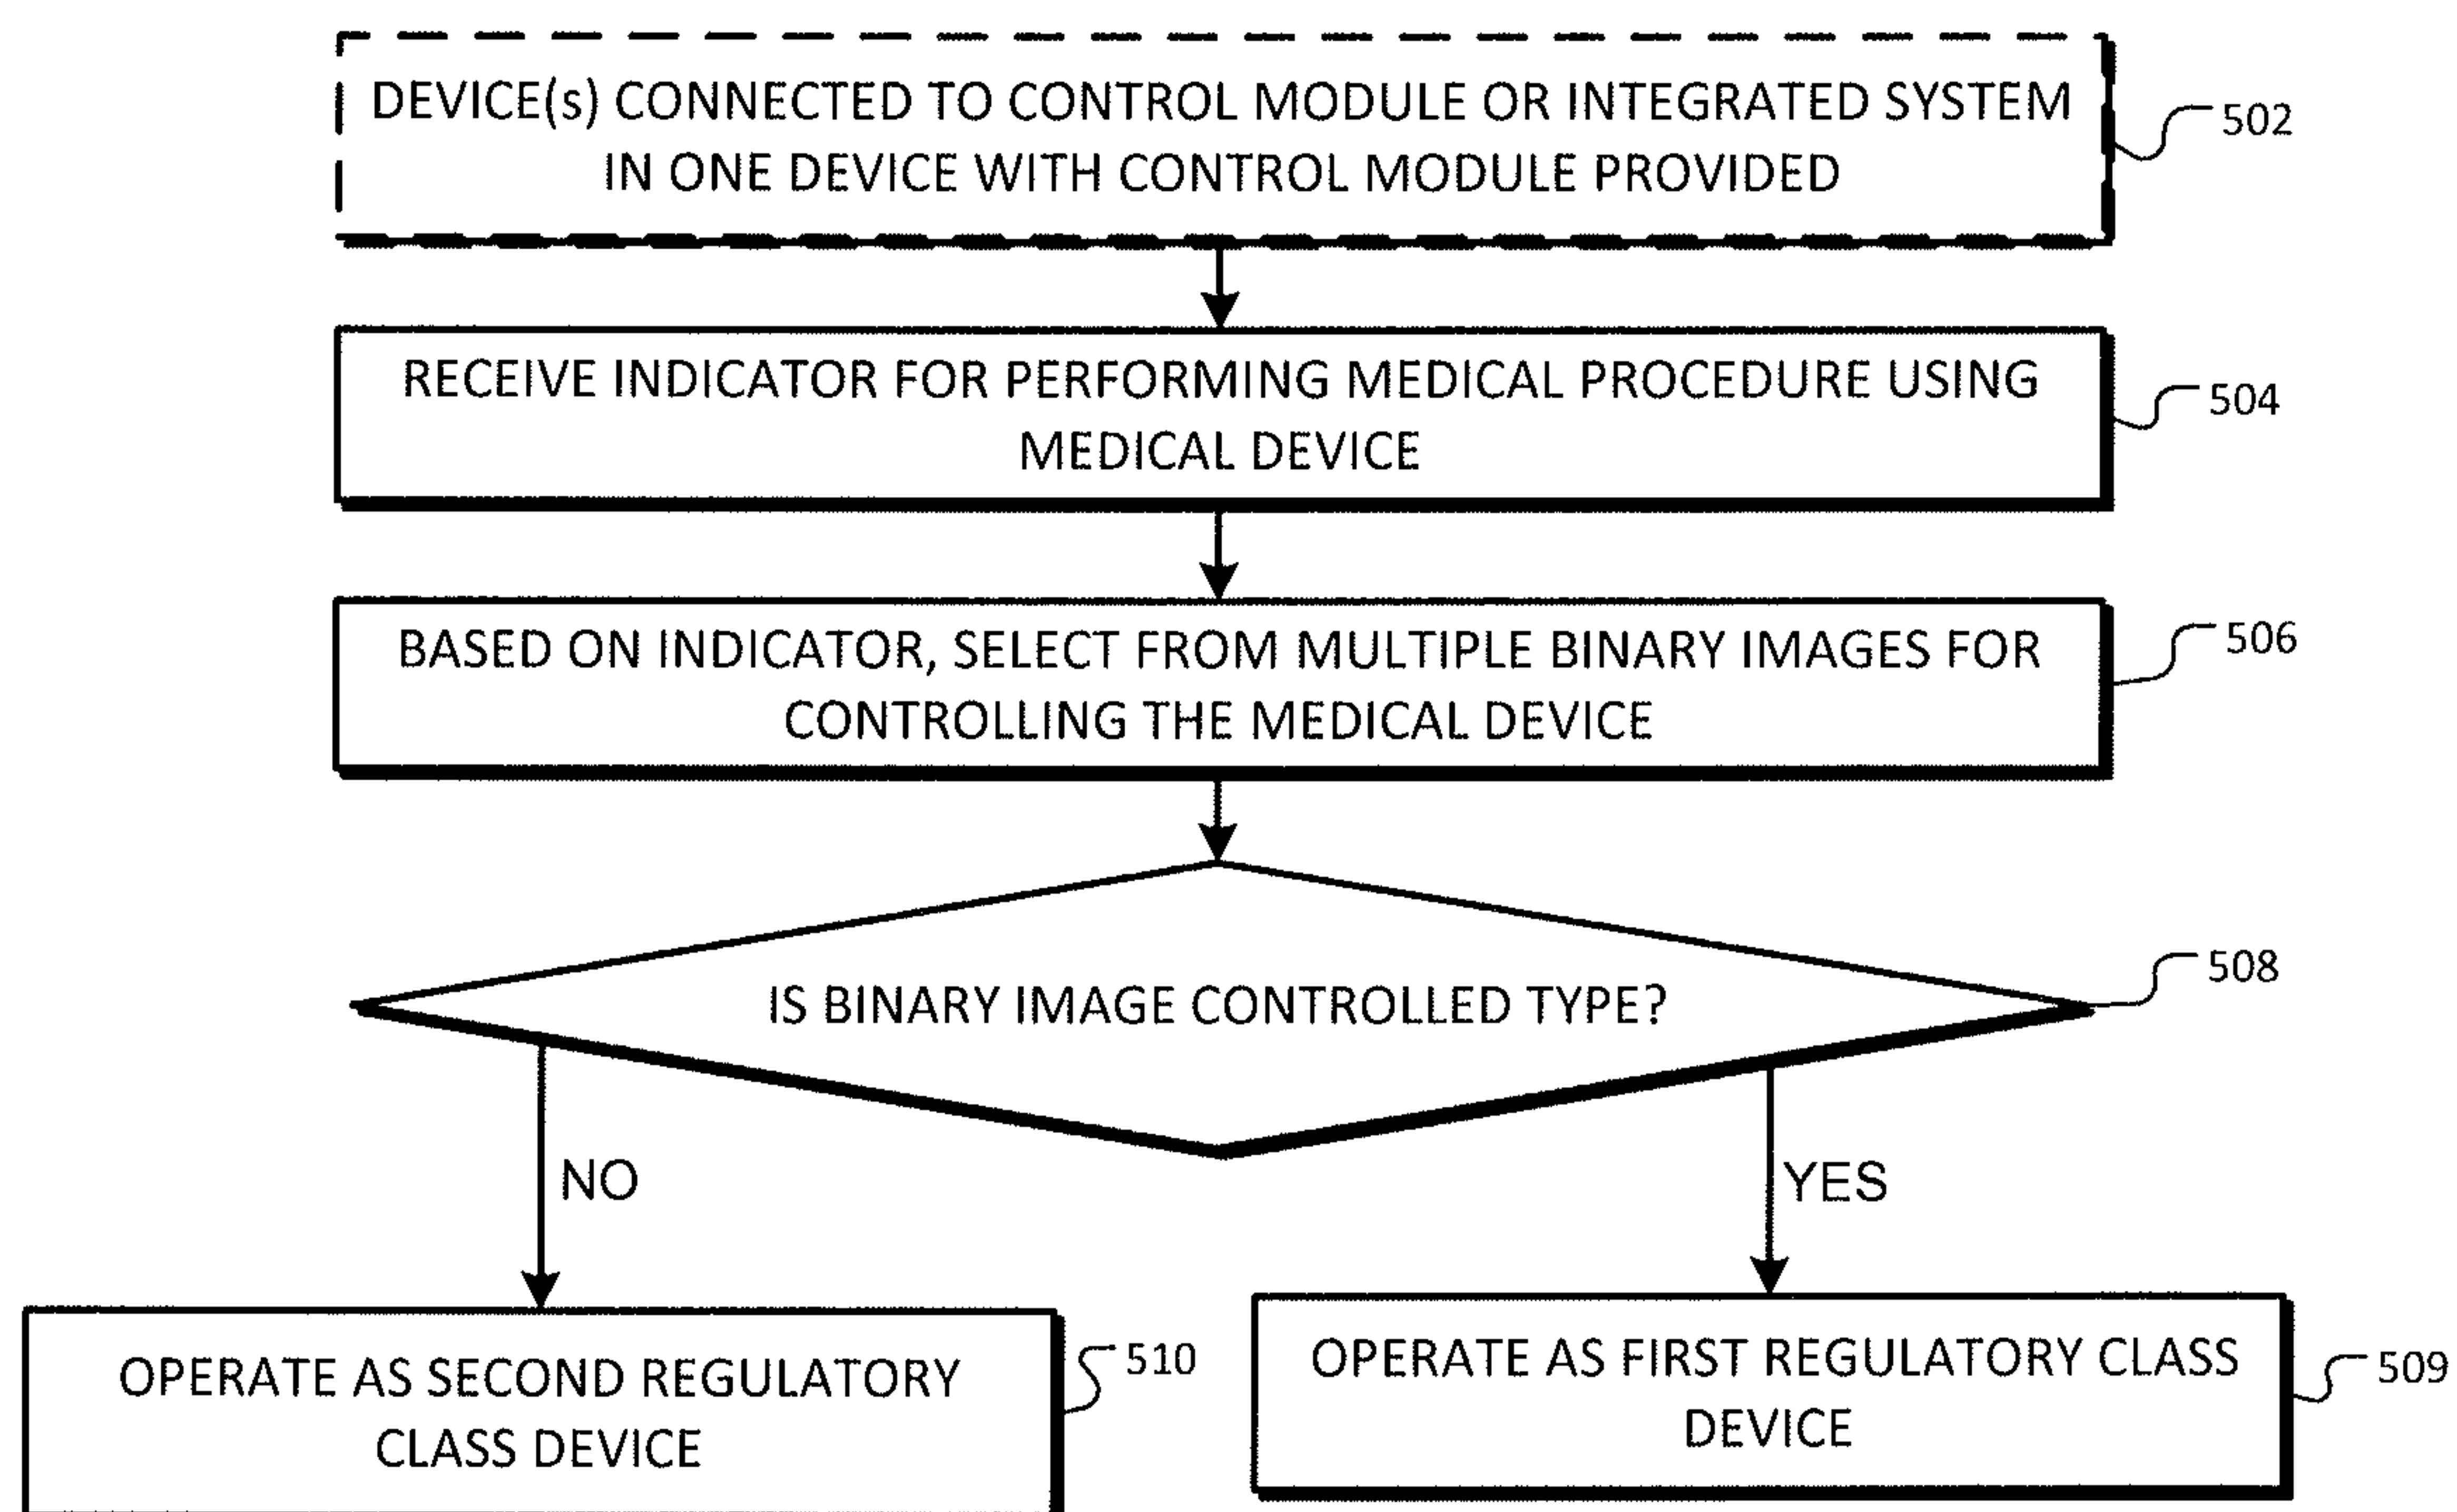 DEVICE(s) CONNECTED TO CONTROL MODULE OR INTEGRATED SYSTEM
IN ONE DEVICE WITH CONTROL MODULE PROVIDED
502
RECEIVE INDICATOR FOR PERFORMING MEDICAL PROCEDURE USING
MEDICAL DEVICE
504
BASED ON INDICATOR, SELECT FROM MULTIPLE BINARY IMAGES FOR
CONTROLLING THE MEDICAL DEVICE
506
IS BINARY IMAGE CONTROLLED TYPE?
508
NO
YES
OPERATE AS SECOND REGULATORY
CLASS DEVICE
510
OPERATE AS FIRST REGULATORY CLASS
DEVICE
509